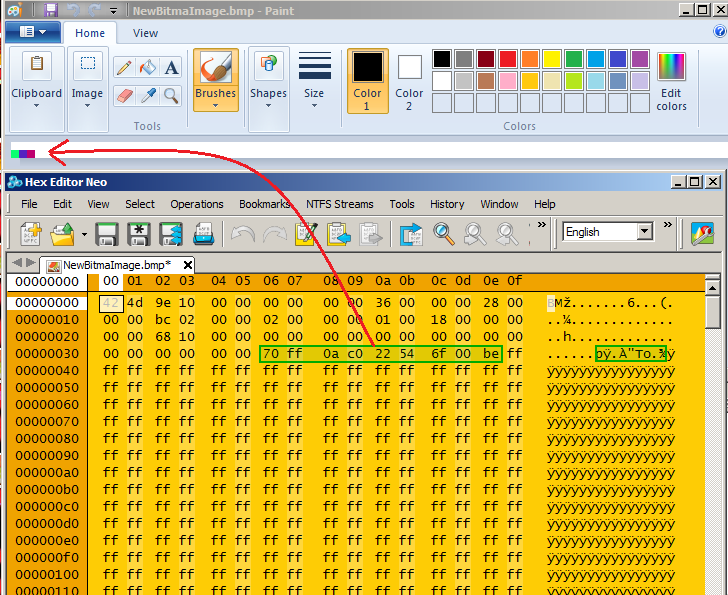 NewBitmaImage.bmp - Paint
Home View
Clipboard Image Brushes Shapes Size Color 1 Color 2 Edit colors
Tools Colors
Hex Editor Neo
File Edit View Select Operations Bookmarks NTFS Streams Tools History Window Help
English
NewBitmaImage.bmp*
00000000 00 01 02 03 04 05 06 07 08 09 0a 0b 0c 0d 0e 0f
00000000 42 4d 9e 10 00 00 00 00 00 00 36 00 00 00 28 00 BMž.......6...(.
00000010 00 00 bc 02 00 00 02 00 00 00 01 00 18 00 00 00 ..¼.............
00000020 00 00 68 10 00 00 00 00 00 00 00 00 00 00 00 00 ..h.............
00000030 00 00 00 00 00 00 70 ff 0a c0 22 54 6f 00 be ff ......pÿ.À"To.¾ÿ
00000040 ff ff ff ff ff ff ff ff ff ff ff ff ff ff ff ff ÿÿÿÿÿÿÿÿÿÿÿÿÿÿÿÿ
00000050 ff ff ff ff ff ff ff ff ff ff ff ff ff ff ff ff ÿÿÿÿÿÿÿÿÿÿÿÿÿÿÿÿ
00000060 ff ff ff ff ff ff ff ff ff ff ff ff ff ff ff ff ÿÿÿÿÿÿÿÿÿÿÿÿÿÿÿÿ
00000070 ff ff ff ff ff ff ff ff ff ff ff ff ff ff ff ff ÿÿÿÿÿÿÿÿÿÿÿÿÿÿÿÿ
00000080 ff ff ff ff ff ff ff ff ff ff ff ff ff ff ff ff ÿÿÿÿÿÿÿÿÿÿÿÿÿÿÿÿ
00000090 ff ff ff ff ff ff ff ff ff ff ff ff ff ff ff ff ÿÿÿÿÿÿÿÿÿÿÿÿÿÿÿÿ
000000a0 ff ff ff ff ff ff ff ff ff ff ff ff ff ff ff ff ÿÿÿÿÿÿÿÿÿÿÿÿÿÿÿÿ
000000b0 ff ff ff ff ff ff ff ff ff ff ff ff ff ff ff ff ÿÿÿÿÿÿÿÿÿÿÿÿÿÿÿÿ
000000c0 ff ff ff ff ff ff ff ff ff ff ff ff ff ff ff ff ÿÿÿÿÿÿÿÿÿÿÿÿÿÿÿÿ
000000d0 ff ff ff ff ff ff ff ff ff ff ff ff ff ff ff ff ÿÿÿÿÿÿÿÿÿÿÿÿÿÿÿÿ
000000e0 ff ff ff ff ff ff ff ff ff ff ff ff ff ff ff ff ÿÿÿÿÿÿÿÿÿÿÿÿÿÿÿÿ
000000f0 ff ff ff ff ff ff ff ff ff ff ff ff ff ff ff ff ÿÿÿÿÿÿÿÿÿÿÿÿÿÿÿÿ
00000100 ff ff ff ff ff ff ff ff ff ff ff ff ff ff ff ff ÿÿÿÿÿÿÿÿÿÿÿÿÿÿÿÿ
00000110 ff ff ff ff ff ff ff ff ff ff ff ff ff ff ff ff ÿÿÿÿÿÿÿÿÿÿÿÿÿÿÿÿ